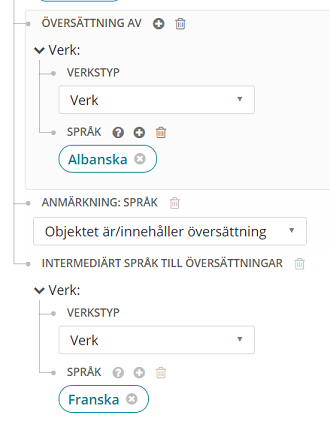 ÖVERSÄTTNING AV
Verk:
VERKSTYP
Verk
SPRÅK
Albanska
ANMÄRKNING: SPRÅK
Objektet är/innehåller översättning
INTERMEDIÄRT SPRÅK TILL ÖVERSÄTTNINGAR
Verk:
VERKSTYP
Verk
SPRÅK
Franska